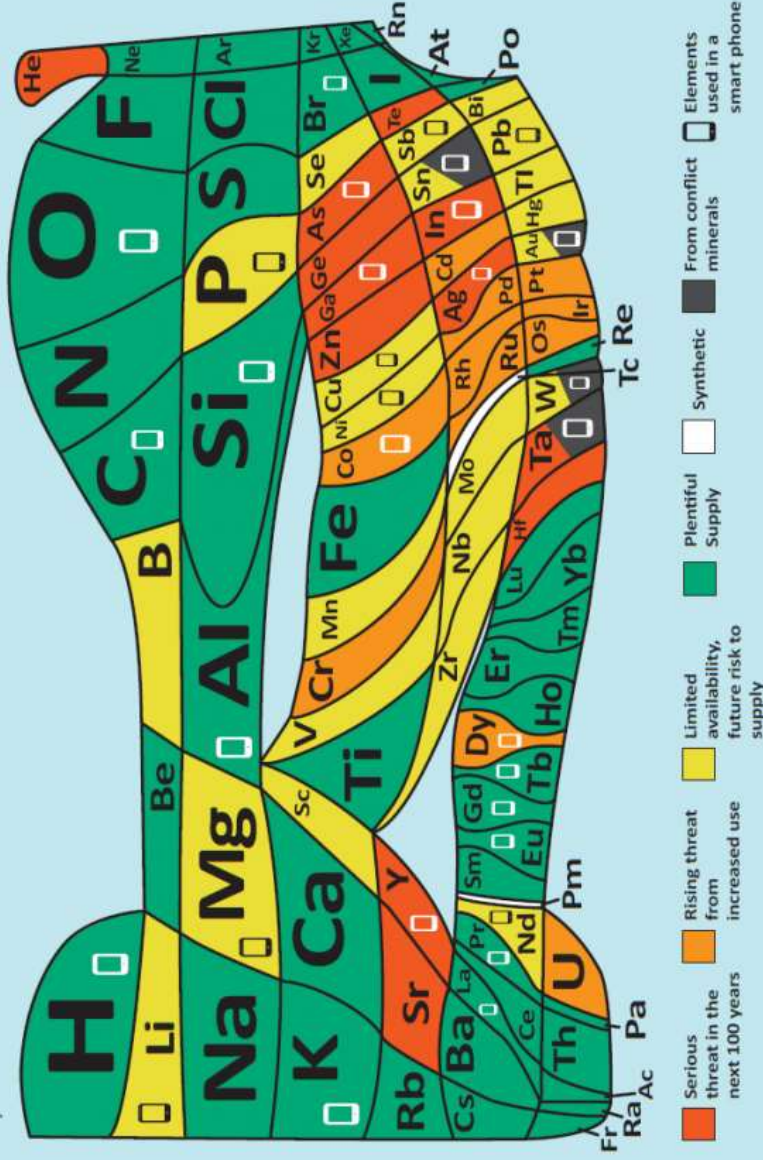 H
Li
Be
B
C
N
O
F
Ne
He
Na
Mg
Al
Si
P
S
Cl
Ar
K
Ca
Sc
Ti
V
Cr
Mn
Fe
Co
Ni
Cu
Zn
Ga
Ge
As
Se
Br
Kr
Rb
Sr
Y
Zr
Nb
Mo
Tc
Ru
Rh
Pd
Ag
Cd
In
Sn
Sb
Te
I
Xe
Cs
Ba
La
Ce
Pr
Nd
Pm
Sm
Eu
Gd
Tb
Dy
Ho
Er
Tm
Yb
Lu
Hf
Ta
W
Re
Os
Ir
Pt
Au
Hg
Tl
Pb
Bi
Po
At
Rn
Fr
Ra
Ac
Th
Pa
U
Serious
threat in the
next 100 years
Rising threat
from
increased use
Limited
availability,
future risk to
supply
Plentiful
Supply
Synthetic
From conflict
minerals
Elements
used in a
smart phone